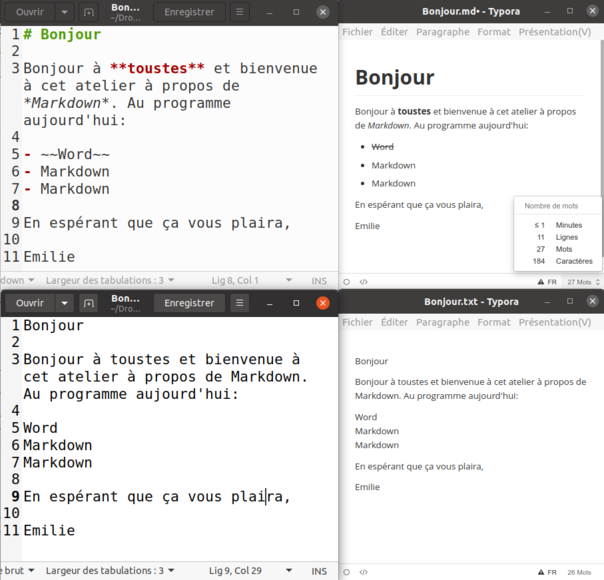 Ouvrir
Bon...
~/Dro...
Enregistrer
1 # Bonjour
2
3 Bonjour à **toustes** et bienvenue
à cet atelier à propos de
*Markdown*. Au programme
aujourd'hui:
4
5 - ~~Word~~
6 - Markdown
7 - Markdown
8
9 En espérant que ça vous plaira,
10
11 Emilie
down
Largeur des tabulations : 3
Lig 8, Col 1
INS
Bonjour.md• - Typora
Fichier Éditer Paragraphe Format Présentation(V)
Bonjour
Bonjour à toustes et bienvenue à cet atelier à propos
de Markdown. Au programme aujourd'hui:
• Word
• Markdown
• Markdown
En espérant que ça vous plaira,
Emilie
Nombre de mots
≤ 1 Minutes
11 Lignes
27 Mots
184 Caractères
</>
FR
27 Mots
Ouvrir
Bon...
~/Dro...
Enregistrer
1 Bonjour
2
3 Bonjour à toustes et bienvenue à
cet atelier à propos de Markdown.
Au programme aujourd'hui:
4
5 Word
6 Markdown
7 Markdown
8
9 En espérant que ça vous plaira,
10
11 Emilie
e brut
Largeur des tabulations : 3
Lig 9, Col 29
INS
Bonjour.txt - Typora
Fichier Éditer Paragraphe Format Présentation(V)
Bonjour
Bonjour à toustes et bienvenue à cet atelier à propos de
Markdown. Au programme aujourd'hui:
Word
Markdown
Markdown
En espérant que ça vous plaira,
Emilie
</>
FR
26 Mots